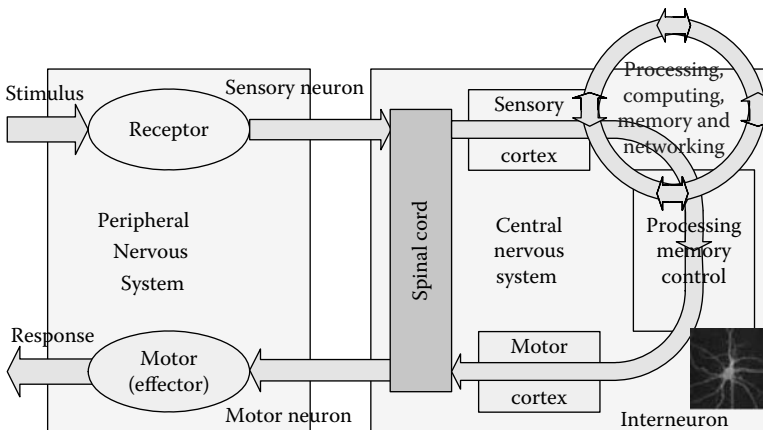 Stimulus
Sensory neuron
Receptor
Sensory
cortex
Processing,
computing,
memory and
networking
Peripheral
Nervous
System
Spinal cord
Central
nervous
system
Processing
memory
control
Response
Motor
(effector)
Motor neuron
Motor
cortex
Interneuron